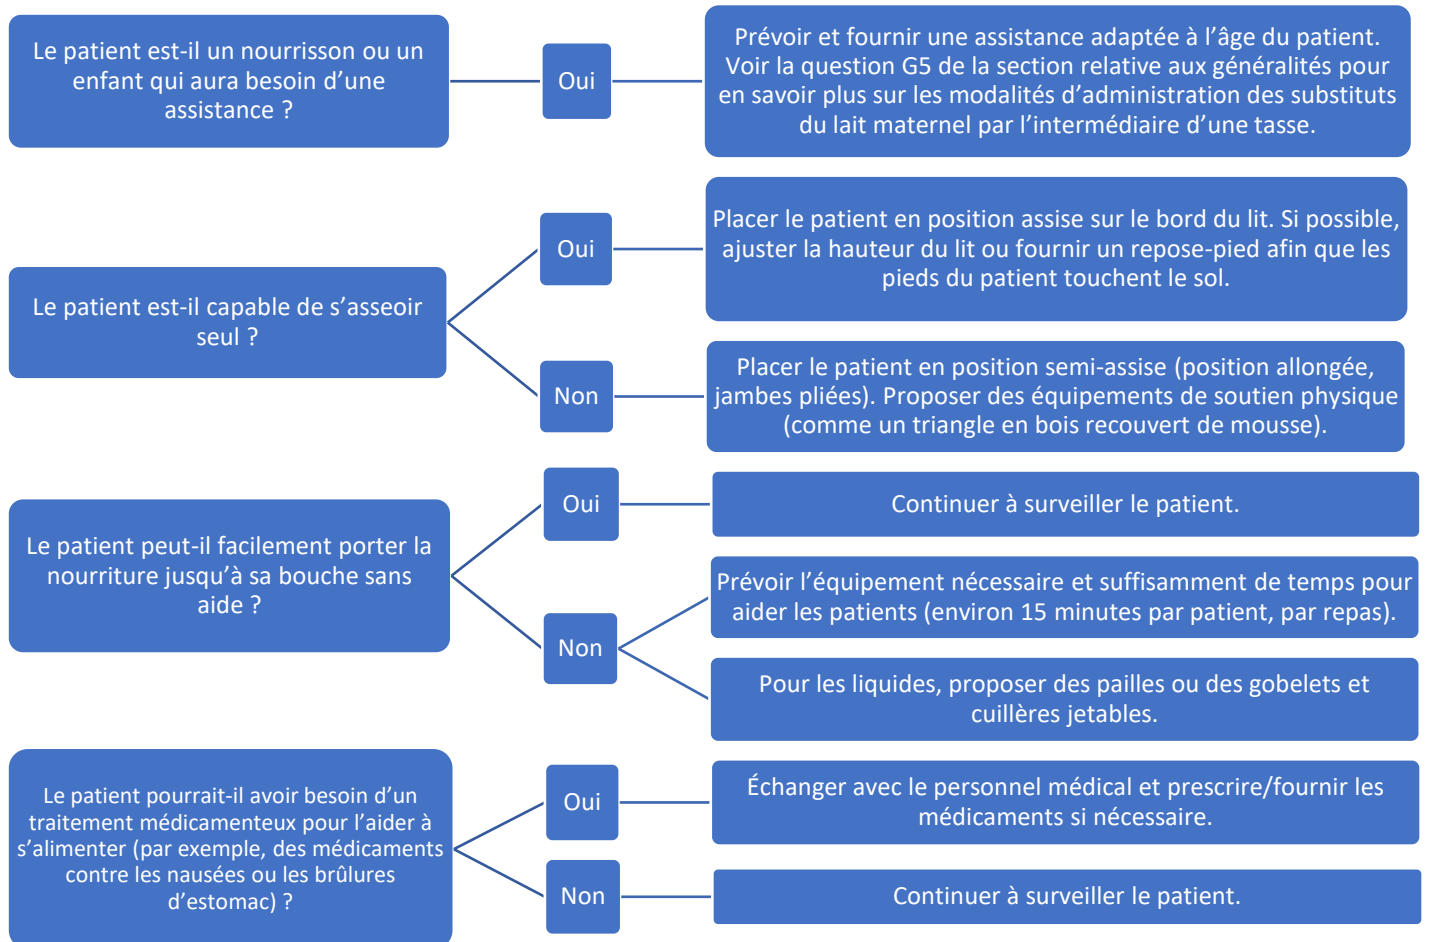 Le patient est-il un nourrisson ou un
enfant qui aura besoin d’une
assistance ?
Oui
Prévoir et fournir une assistance adaptée à l’âge du patient.
Voir la question G5 de la section relative aux généralités pour
en savoir plus sur les modalités d’administration des substituts
du lait maternel par l’intermédiaire d’une tasse.
Le patient est-il capable de s’asseoir
seul ?
Oui
Placer le patient en position assise sur le bord du lit. Si possible,
ajuster la hauteur du lit ou fournir un repose-pied afin que les
pieds du patient touchent le sol.
Non
Placer le patient en position semi-assise (position allongée,
jambes pliées). Proposer des équipements de soutien physique
(comme un triangle en bois recouvert de mousse).
Le patient peut-il facilement porter la
nourriture jusqu’à sa bouche sans
aide ?
Oui
Continuer à surveiller le patient.
Non
Prévoir l’équipement nécessaire et suffisamment de temps pour
aider les patients (environ 15 minutes par patient, par repas).
Pour les liquides, proposer des pailles ou des gobelets et
cuillères jetables.
Le patient pourrait-il avoir besoin d’un
traitement médicamenteux pour l’aider à
s’alimenter (par exemple, des médicaments
contre les nausées ou les brûlures
d’estomac) ?
Oui
Échanger avec le personnel médical et prescrire/fournir les
médicaments si nécessaire.
Non
Continuer à surveiller le patient.